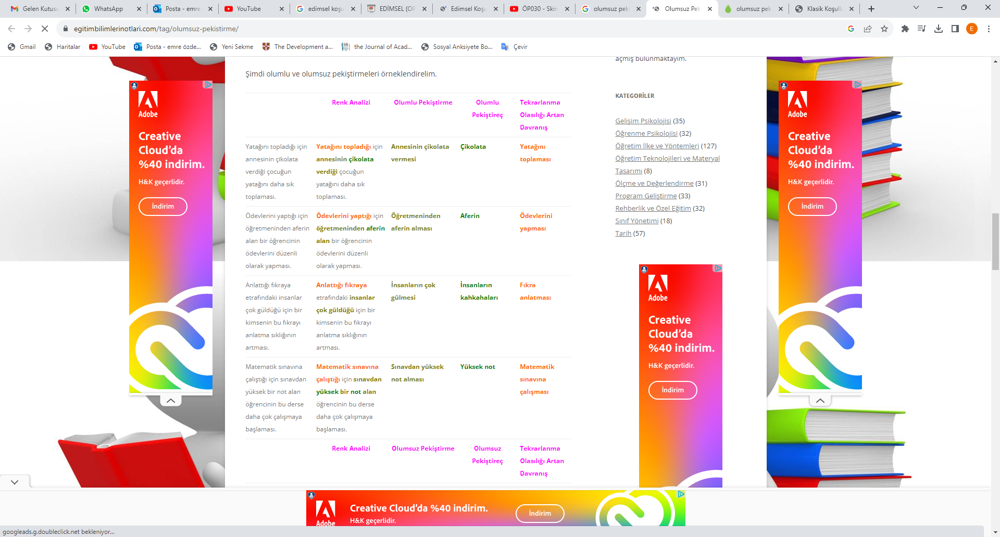 Gelen Kutusu
WhatsApp
Posta - emre
YouTube
edimsel koşu
EDİMSEL (OP
Edimsel Koşu
ÖP030 - Skin
olumsuz peki
Olumsuz Pek
olumsuz pek
Klasik Koşulla
egitimbilimlerinotlari.com/tag/olumsuz-pekistirme/
E
Gmail
Haritalar
YouTube
Posta - emre özde...
Yeni Sekme
The Development a...
the Journal of Acad...
Sosyal Anksiyete Bo...
Çevir
açmış bulunmaktayım.
Şimdi olumlu ve olumsuz pekiştirmeleri örneklendirelim.
Renk Analizi
Olumlu Pekiştirme
Olumlu
Pekiştireç
Tekrarlanma
Olasılığı Artan
Davranış
Yatağını topladığı için
annesinin çikolata
verdiği çocuğun
yatağını daha sık
toplaması.
Yatağını topladığı için
annesinin çikolata
verdiği çocuğun
yatağını daha sık
toplaması.
Annesinin çikolata
vermesi
Çikolata
Yatağını
toplaması
Ödevlerini yaptığı için
öğretmeninden aferin
alan bir öğrencinin
ödevlerini düzenli
olarak yapması.
Ödevlerini yaptığı için
öğretmeninden aferin
alan bir öğrencinin
ödevlerini düzenli
olarak yapması.
Öğretmeninden
aferin alması
Aferin
Ödevlerini
yapması
Anlattığı fıkraya
etrafındaki insanlar
çok güldüğü için bir
kimsenin bu fıkrayı
anlatma sıklığının
artması.
Anlattığı fıkraya
etrafındaki insanlar
çok güldüğü için bir
kimsenin bu fıkrayı
anlatma sıklığının
artması.
İnsanların çok
gülmesi
İnsanların
kahkahaları
Fıkra
anlatması
Matematik sınavına
çalıştığı için sınavdan
yüksek bir not alan
öğrencinin bu derse
daha çok çalışmaya
başlaması.
Matematik sınavına
çalıştığı için sınavdan
yüksek bir not alan
öğrencinin bu derse
daha çok çalışmaya
başlaması.
Sınavdan yüksek
not alması
Yüksek not
Matematik
sınavına
çalışması
Renk Analizi
Olumsuz Pekiştirme
Olumsuz
Pekiştireç
Tekrarlanma
Olasılığı Artan
Davranış
KATEGORİLER
Gelişim Psikolojisi (35)
Öğrenme Psikolojisi (32)
Öğretim İlke ve Yöntemleri (127)
Öğretim Teknolojileri ve Materyal
Tasarımı (8)
Ölçme ve Değerlendirme (31)
Program Geliştirme (33)
Rehberlik ve Özel Eğitim (32)
Sınıf Yönetimi (18)
Tarih (57)
Adobe
Creative
Cloud'da
%40 indirim.
H&K geçerlidir.
İndirim
Adobe
Creative
Cloud'da
%40 indirim.
H&K geçerlidir.
İndirim
Adobe
Creative
Cloud'da
%40 indirim.
H&K geçerlidir.
İndirim
Adobe
Creative Cloud'da %40 indirim.
H&K geçerlidir.
İndirim
googleads.g.doubleclick.net bekleniyor...